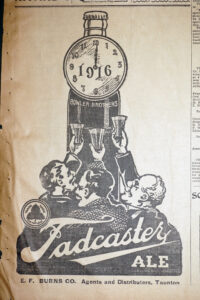 1916
BOWLER BROTHERS
Tadcaster
ALE
E. F. BURNS CO. Agents and Distributors, Taunton